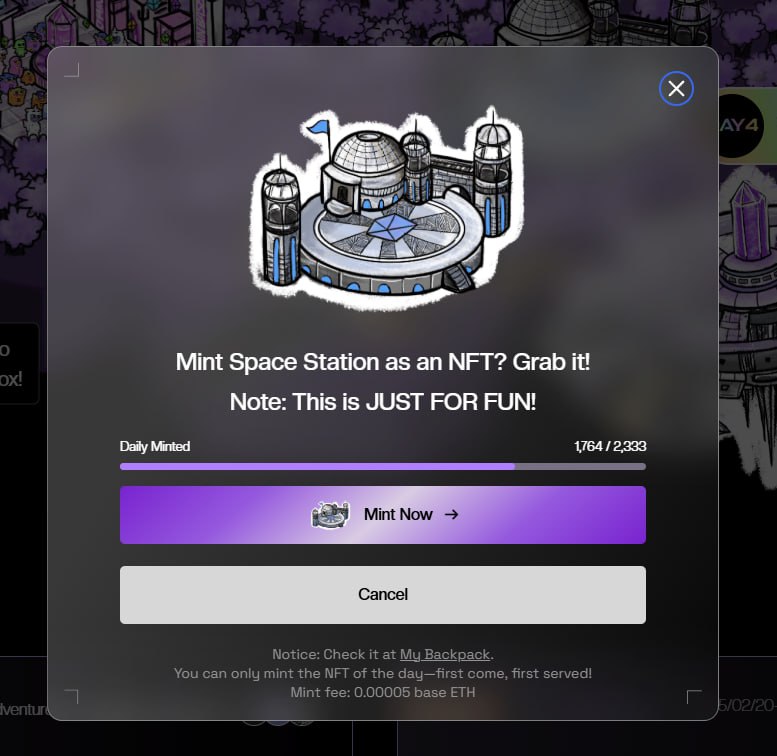 AY4
o
ox!
Mint Space Station as an NFT? Grab it!
Note: This is JUST FOR FUN!
Daily Minted 1,764 / 2,333
Mint Now →
Cancel
Notice: Check it at My Backpack.
You can only mint the NFT of the day—first come, first served!
Mint fee: 0.00005 base ETH
dventure
5/02/20-